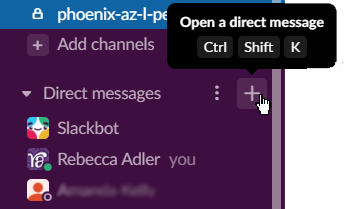 phoenix-az-l-pe
Open a direct message
Ctrl Shift K
Add channels
Direct messages
Slackbot
Rebecca Adler you